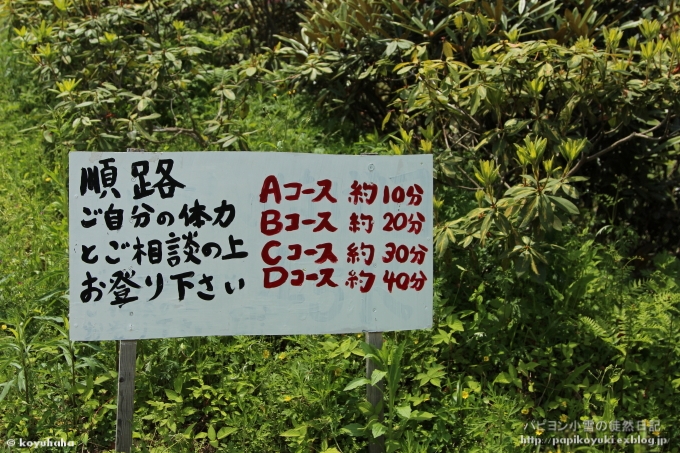 順路
ご自分の体力
とご相談の上
お登り下さい
Aコース 約10分
Bコース 約20分
Cコース 約30分
Dコース 約40分
パピヨン小雪の徒然日記
http://papikoyuki.exblog.jp
© koyuhaha